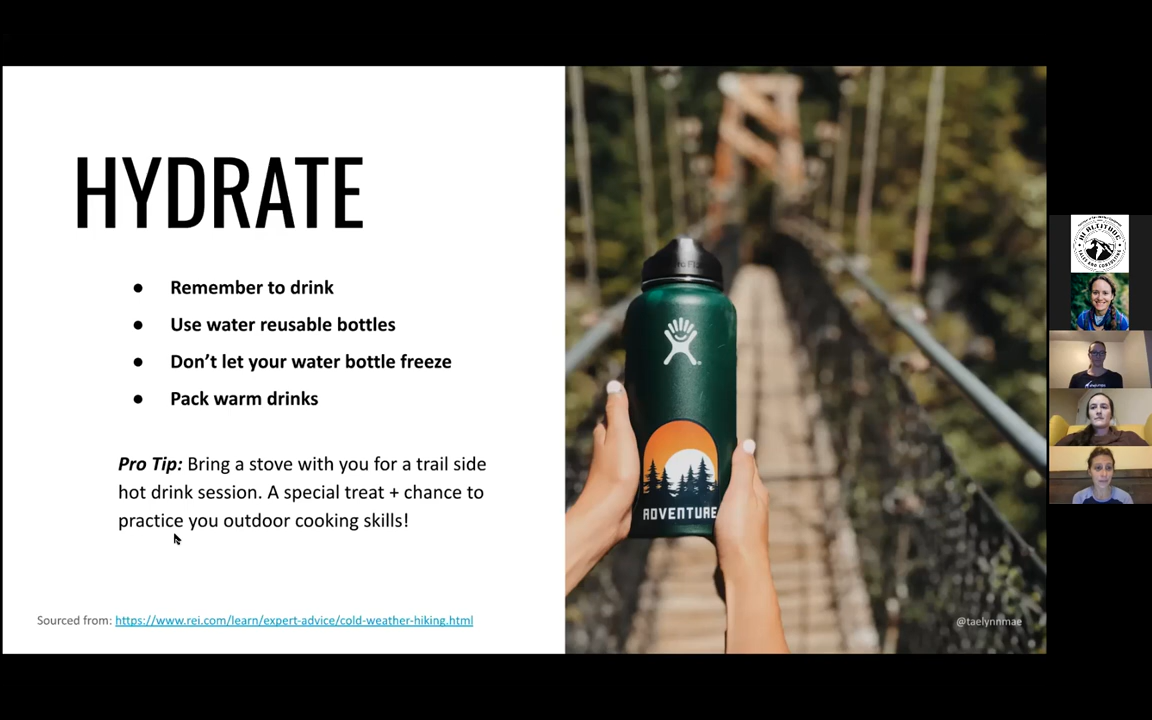 HYDRATE
● Remember to drink
● Use water reusable bottles
● Don’t let your water bottle freeze
● Pack warm drinks
Pro Tip: Bring a stove with you for a trail side
hot drink session. A special treat + chance to
practice you outdoor cooking skills!
Sourced from: https://www.rei.com/learn/expert-advice/cold-weather-hiking.html
ADVENTURE
@taelynnmae
ALTITUDE